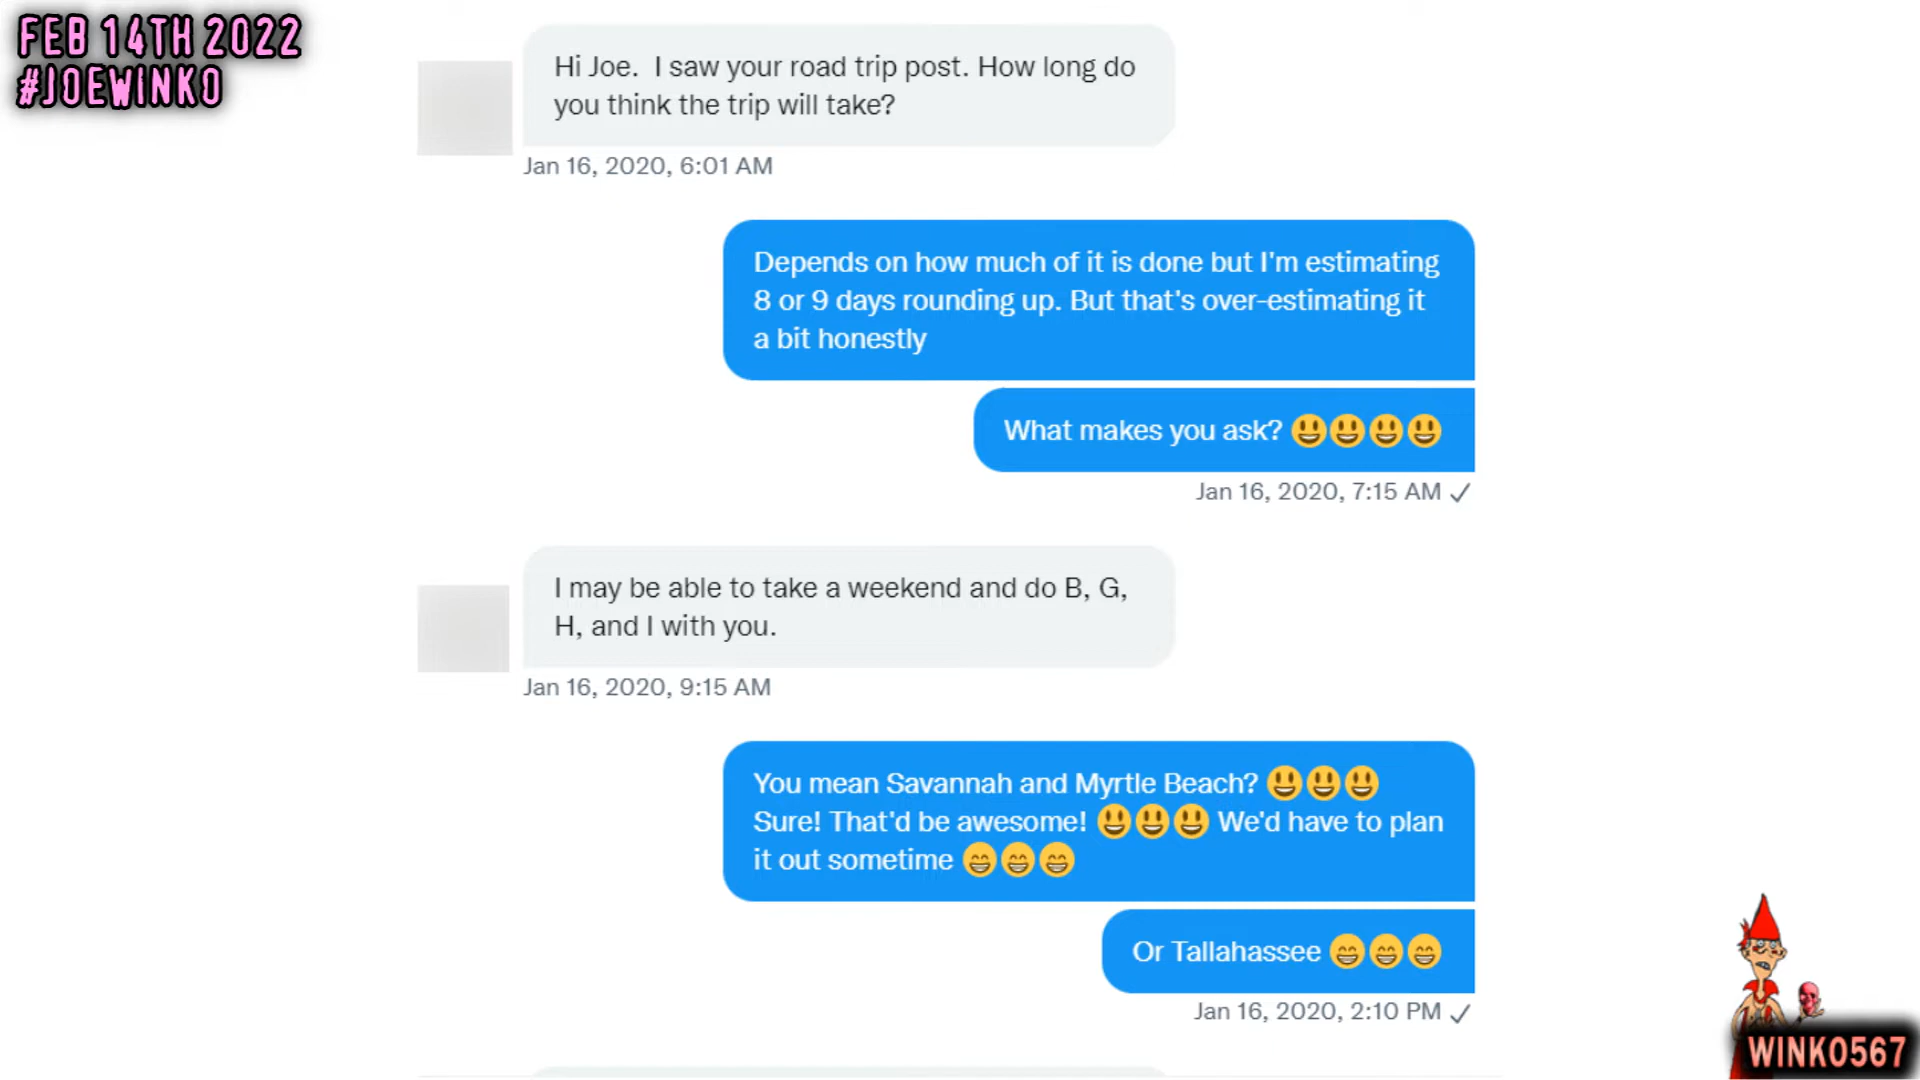 FEB 14TH 2022
#JOEWINKO
Hi Joe. I saw your road trip post. How long do
you think the trip will take?
Jan 16, 2020, 6:01 AM
Depends on how much of it is done but I'm estimating
8 or 9 days rounding up. But that's over-estimating it
a bit honestly
What makes you ask? 😃😃😃😃
Jan 16, 2020, 7:15 AM ✓
I may be able to take a weekend and do B, G,
H, and I with you.
Jan 16, 2020, 9:15 AM
You mean Savannah and Myrtle Beach? 😃😃😃
Sure! That'd be awesome! 😃😃😃 We'd have to plan
it out sometime 😁😁😁
Or Tallahassee 😁😁😁
Jan 16, 2020, 2:10 PM ✓
WINKO567